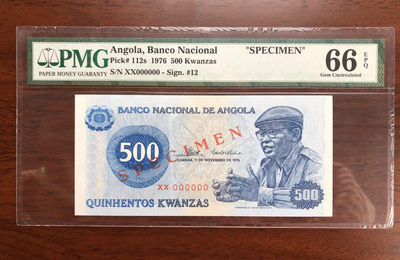 PMG
PAPER MONEY GUARANTY
Angola, Banco Nacional "SPECIMEN"
Pick# 112s 1976 500 Kwanzas
S/N XX000000 - Sign. #12
66 EPQ
Gem Uncirculated
BANCO NACIONAL DE ANGOLA
500
SPECIMEN
LUANDA, 11 DE NOVEMBRO DE 1976
XX 000000
500
QUINHENTOS KWANZAS